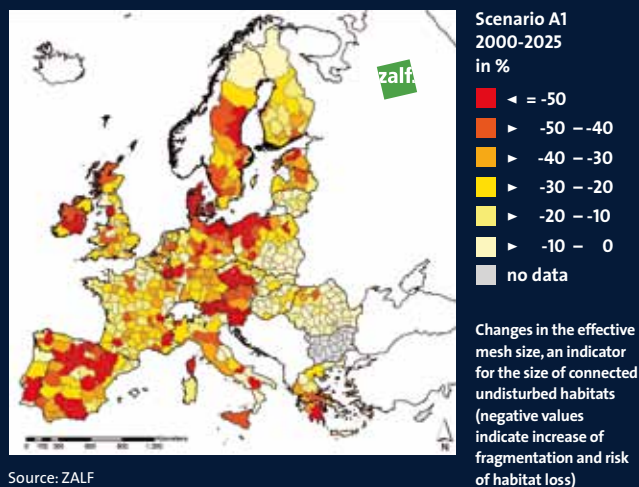 zalf
Scenario A1
2000-2025
in %
◄ = -50
► -50 – -40
► -40 – -30
► -30 – -20
► -20 – -10
► -10 – 0
no data
Changes in the effective
mesh size, an indicator
for the size of connected
undisturbed habitats
(negative values
indicate increase of
fragmentation and risk
of habitat loss)
N
Source: ZALF